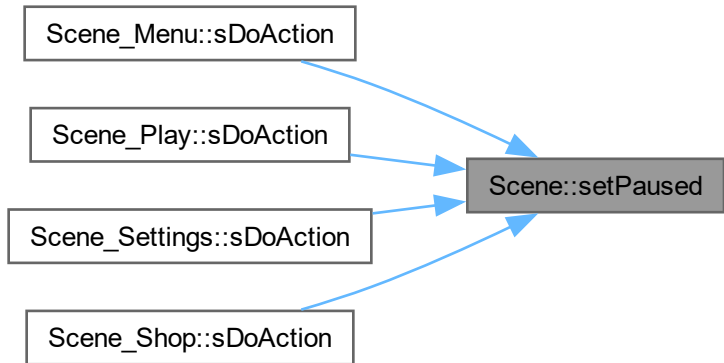 Scene_Menu::sDoAction
Scene_Play::sDoAction
Scene::setPaused
Scene_Settings::sDoAction
Scene_Shop::sDoAction